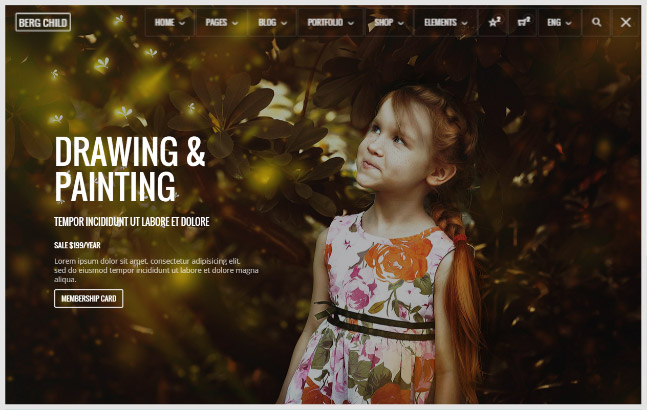 BERG CHILD
HOME PAGES BLOG PORTFOLIO SHOP ELEMENTS 2 2 ENG
DRAWING &
PAINTING
TEMPOR INCIDIDUNT UT LABORE ET DOLORE
SALE $199/YEAR
Lorem ipsum dolor sit amet, consectetur adipisicing elit,
sed do eiusmod tempor incididunt ut labore et dolore magna
aliqua.
MEMBERSHIP CARD